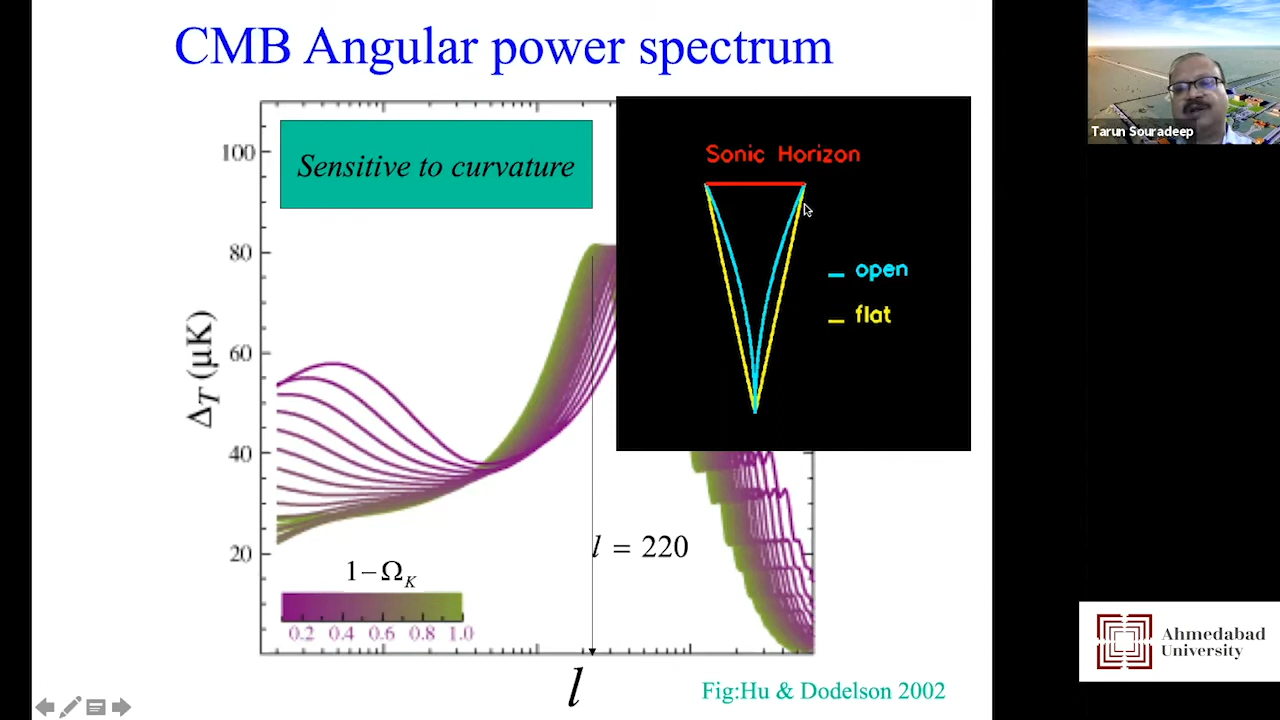 CMB Angular power spectrum
Sensitive to curvature
100
80
60
40
20
Δ_T (μK)
Sonic Horizon
open
flat
l = 220
1−Ω_K
0.2 0.4 0.6 0.8 1.0
l
Fig:Hu & Dodelson 2002
Tarun Souradeep
Ahmedabad
University